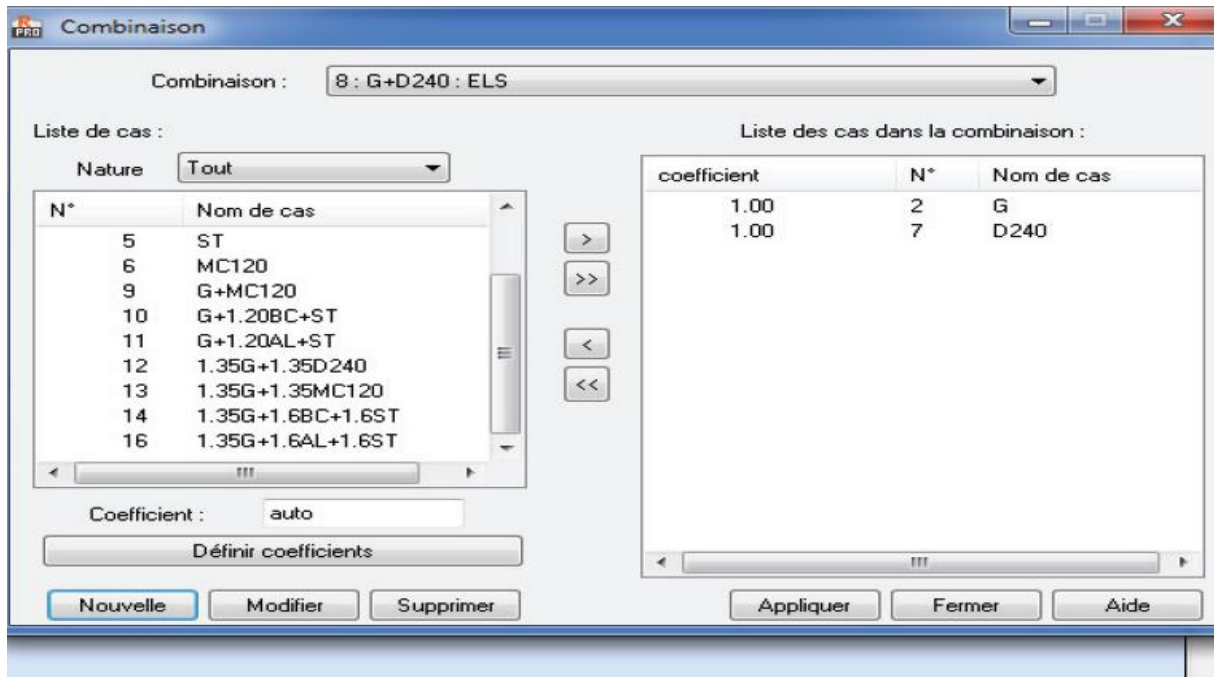 R PRO Combinaison
Combinaison : 8 : G+D240 : ELS
Liste de cas :
Nature Tout
N° Nom de cas
5 ST
6 MC120
9 G+MC120
10 G+1.20BC+ST
11 G+1.20AL+ST
12 1.35G+1.35D240
13 1.35G+1.35MC120
14 1.35G+1.6BC+1.6ST
16 1.35G+1.6AL+1.6ST
Coefficient : auto
Définir coefficients
Nouvelle Modifier Supprimer
>
>>
<
<<
Liste des cas dans la combinaison :
coefficient N° Nom de cas
1.00 2 G
1.00 7 D240
Appliquer Fermer Aide